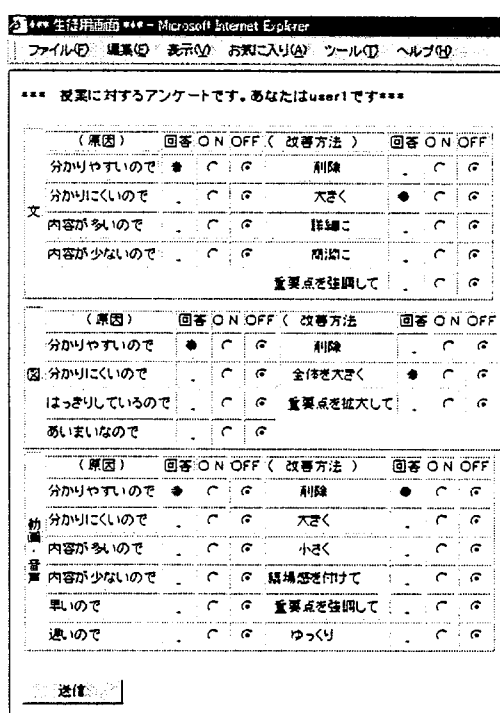 *** 生徒用画面 *** - Microsoft Internet Explorer
ファイル(F) 編集(E) 表示(V) お気に入り(A) ツール(T) ヘルプ(H)
*** 授業に対するアンケートです。あなたはuser1です***
(原因) 回答 ON OFF ( 改善方法 ) 回答 ON OFF
文
分かりやすいので 削除
分かりにくいので 大きく
内容が多いので 詳細に
内容が少ないので 簡潔に
重要点を強調して
(原因) 回答 ON OFF ( 改善方法 回答 ON OFF
図
分かりやすいので 削除
分かりにくいので 全体を大きく
はっきりしているので 重要点を拡大して
あいまいなので
(原因) 回答 ON OFF ( 改善方法 ) 回答 ON OFF
動画・音声
分かりやすいので 削除
分かりにくいので 大きく
内容が多いので 小さく
内容が少ないので 臨場感を付けて
早いので 重要点を強調して
遅いので ゆっくり
送信